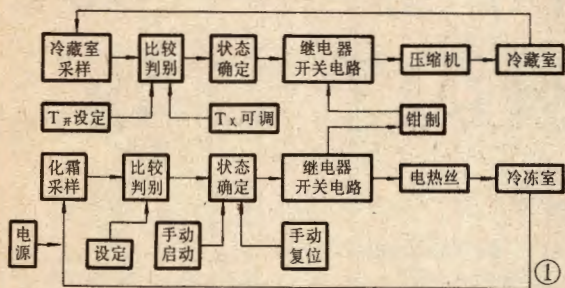 冷藏室
采样
比较
判别
状态
确定
继电器
开关电路
压缩机
冷藏室
T开设定
TX可调
钳制
化霜
采样
比较
判别
状态
确定
继电器
开关电路
电热丝
冷冻室
电
源
设定
手动
启动
手动
复位
①